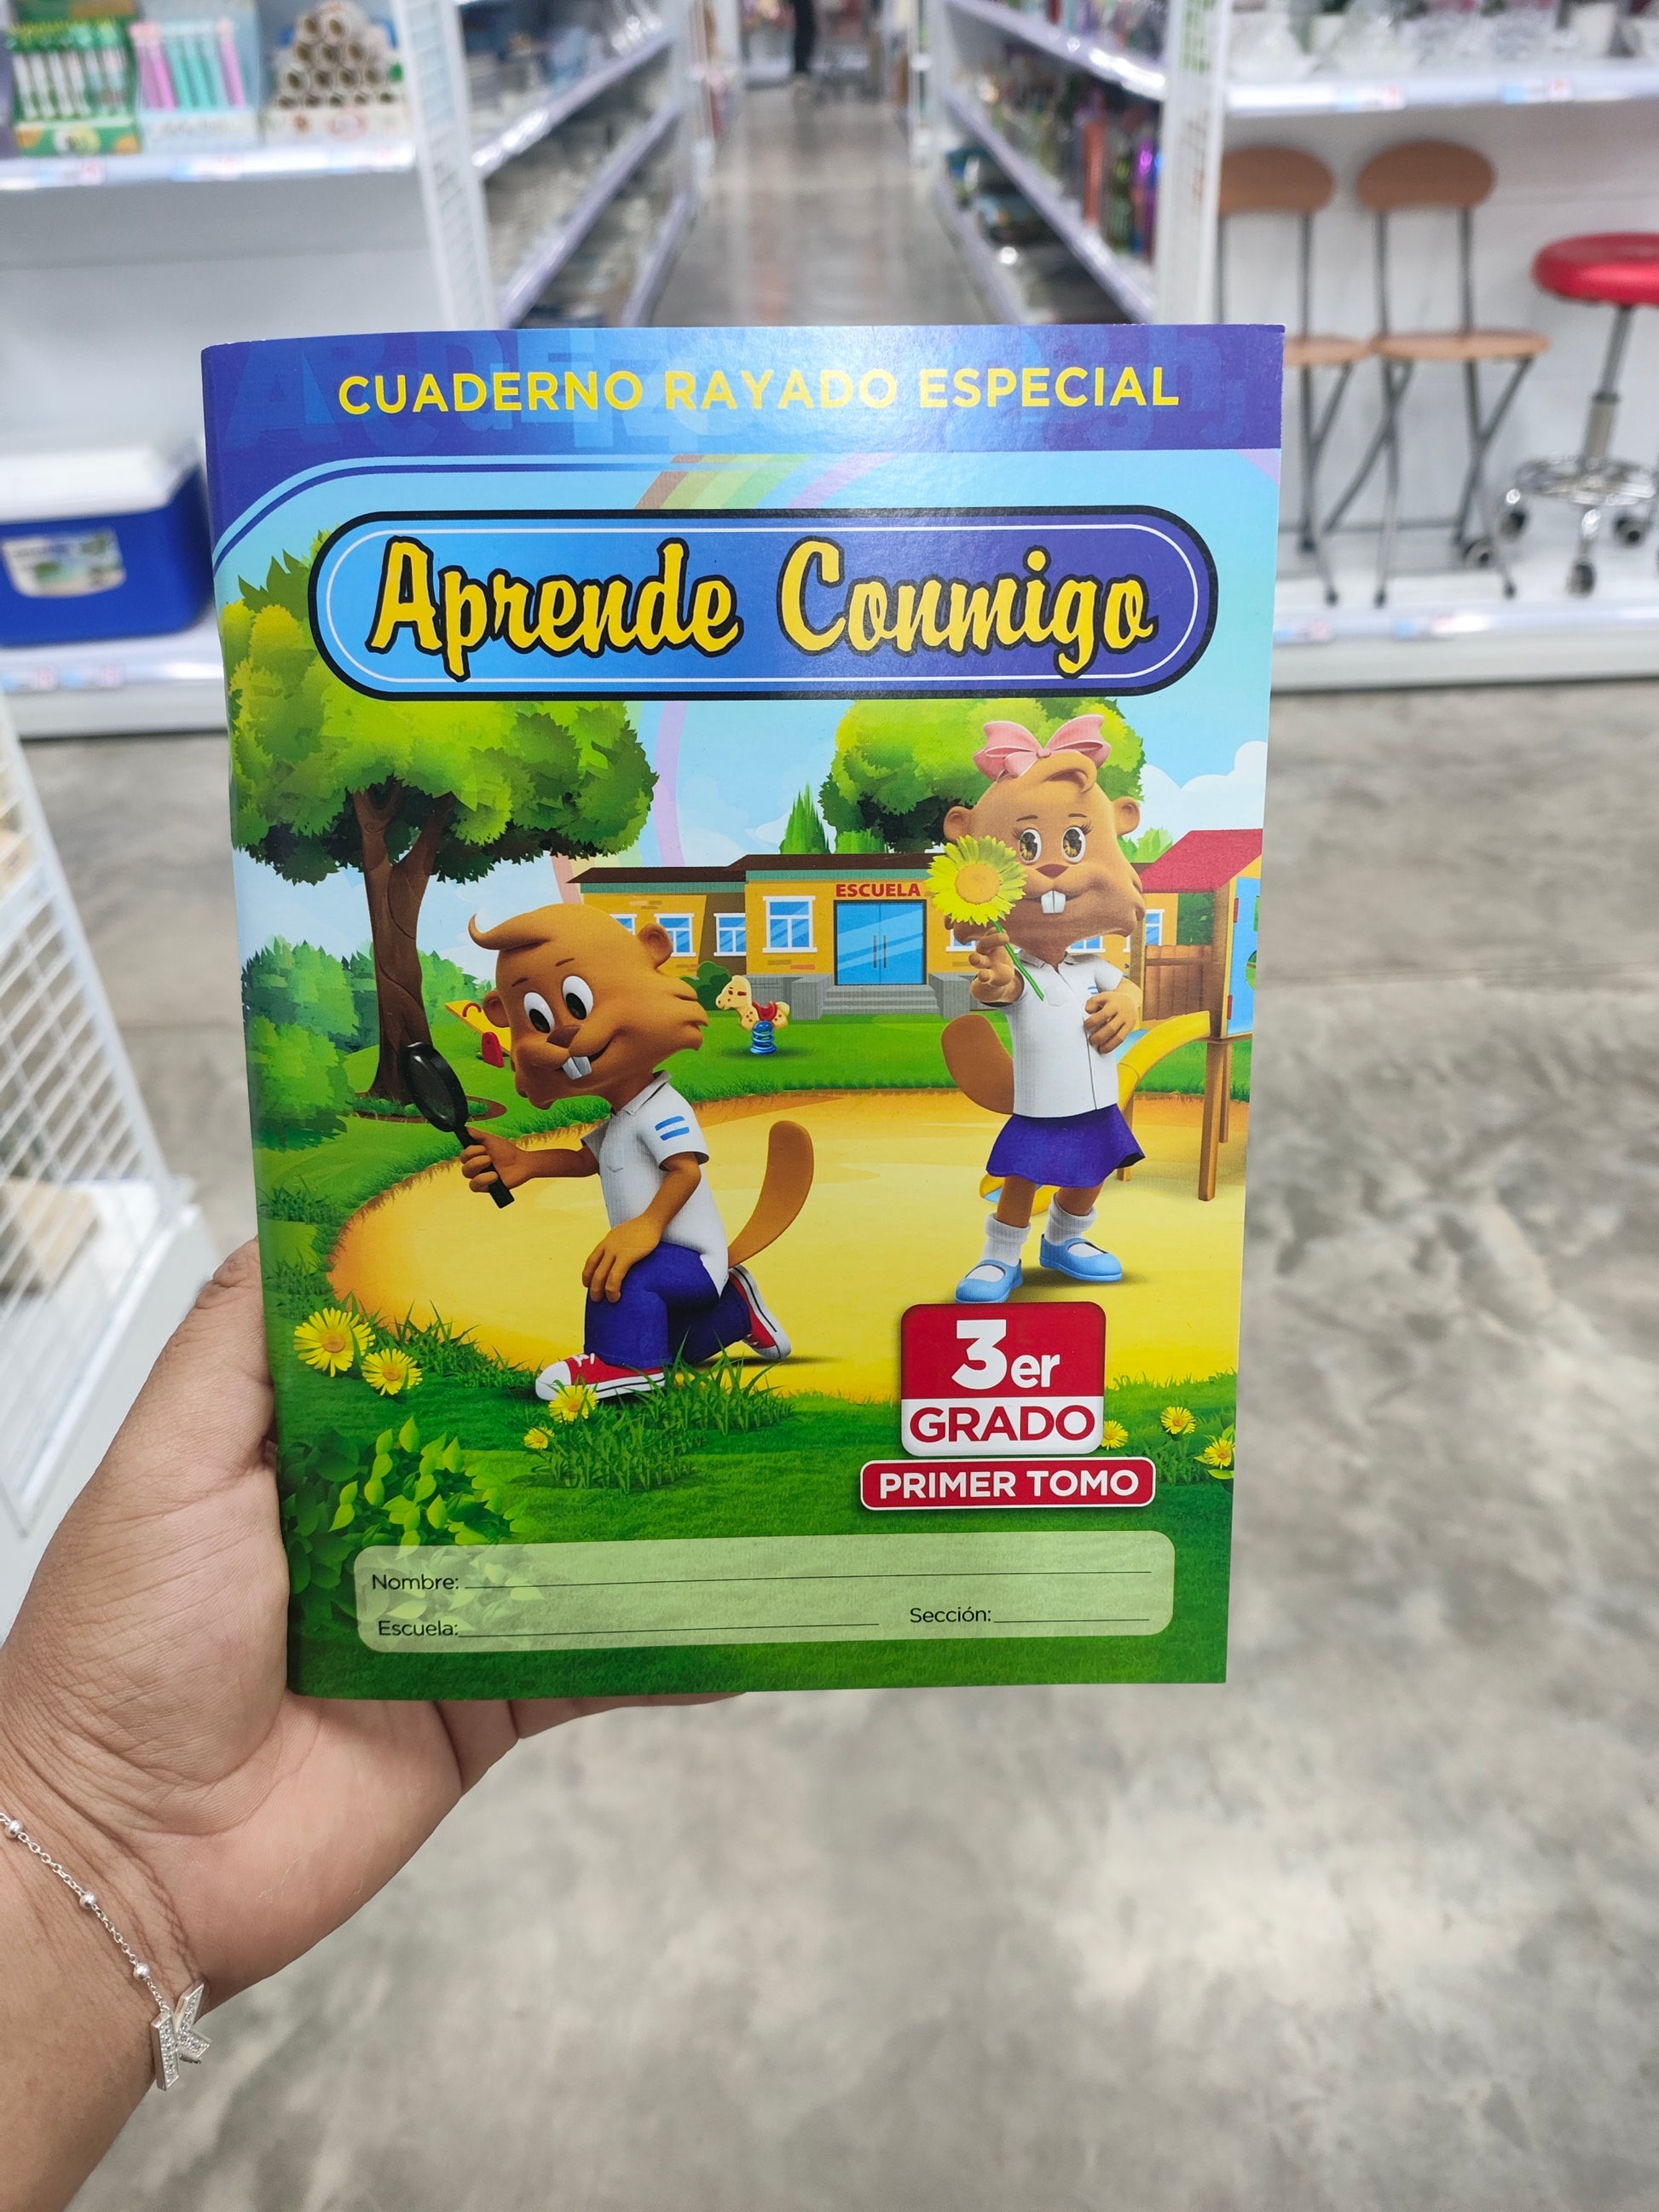 CUADERNO RAYADO ESPECIAL
Aprende Conmigo
ESCUELA
3er
GRADO
PRIMER TOMO
Nombre:
Escuela: Sección:
K